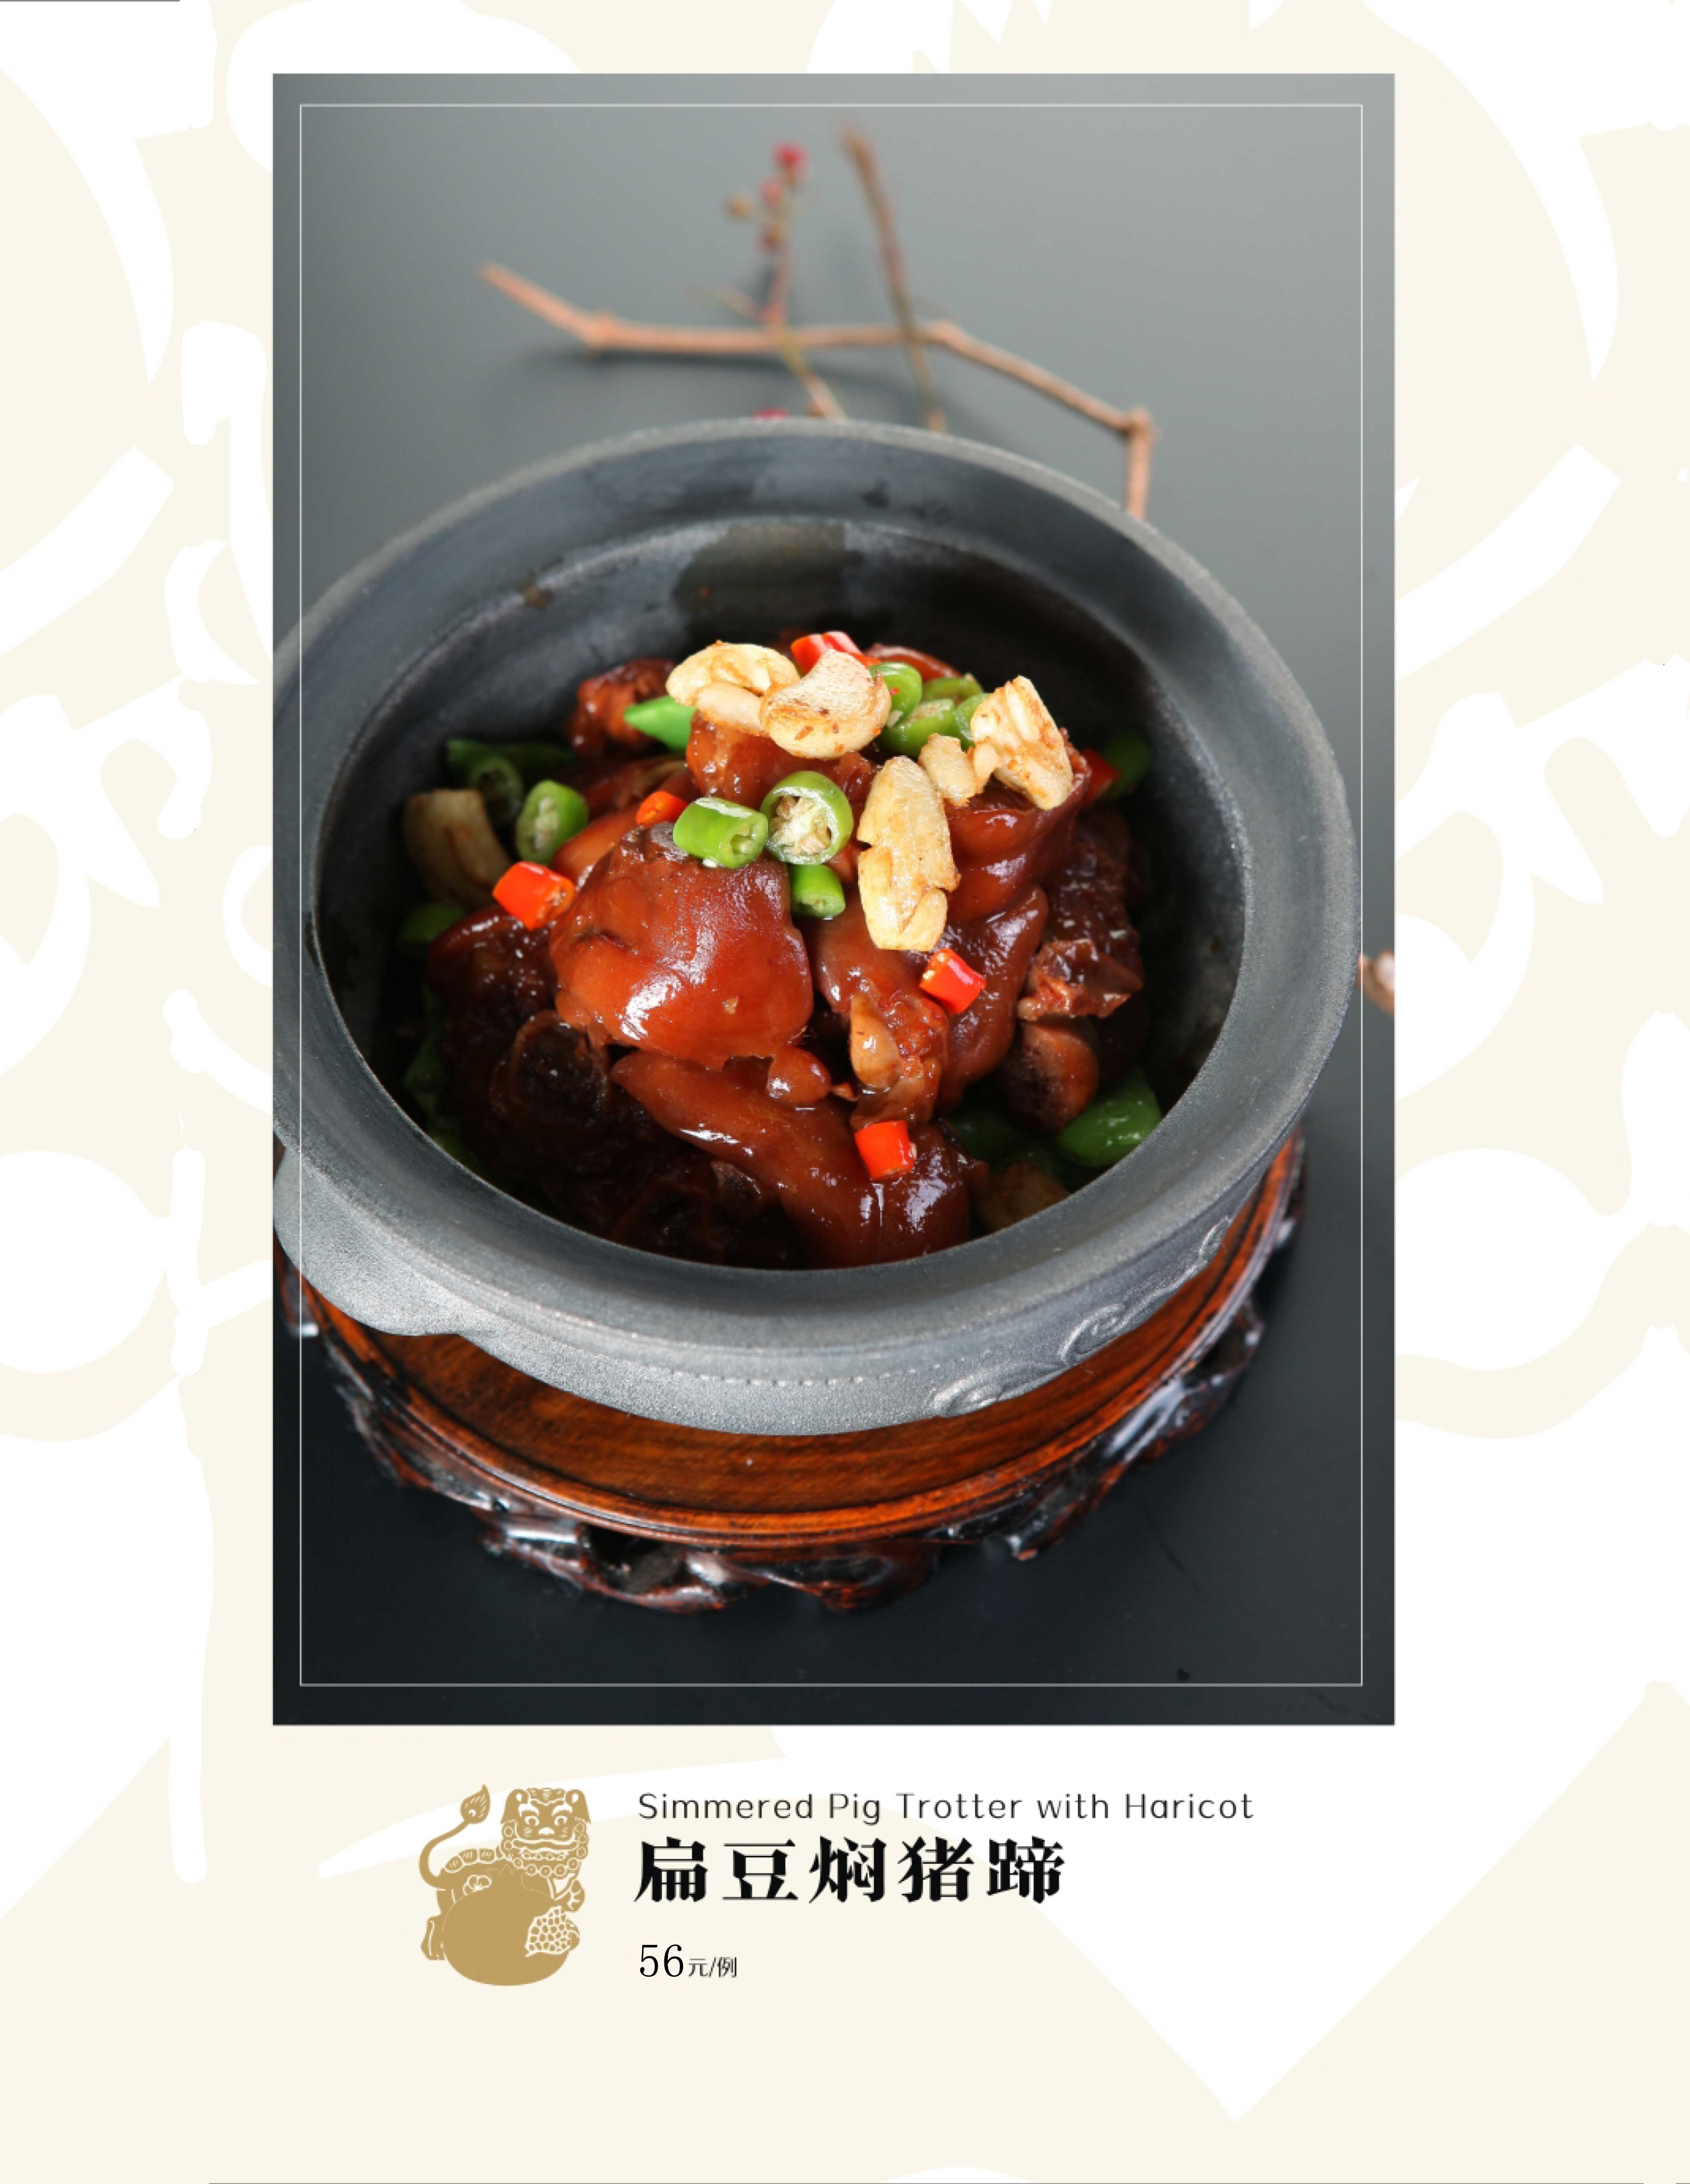 Simmered Pig Trotter with Haricot
扁豆焖猪蹄
56元/例